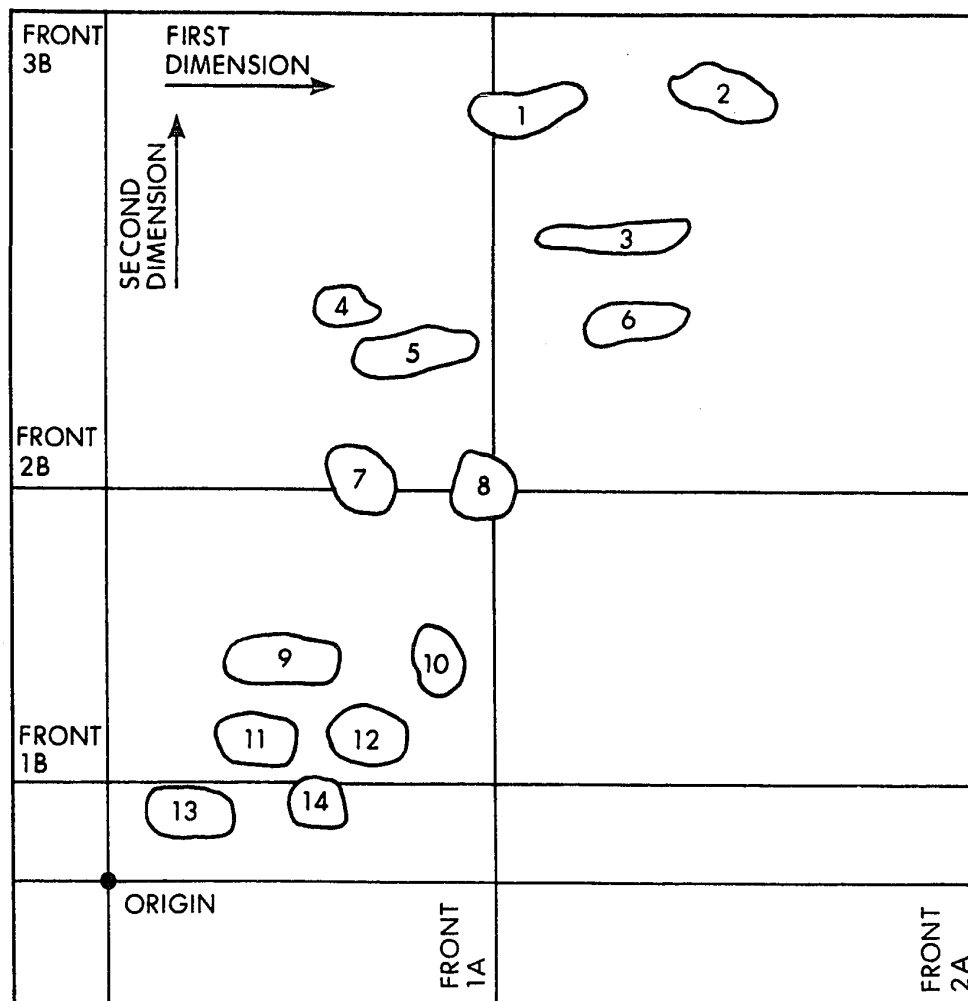 FRONT
3B
FIRST
DIMENSION
SECOND
DIMENSION
1
2
3
4
5
6
FRONT
2B
7
8
9
10
FRONT
1B
11
12
13
14
ORIGIN
FRONT
1A
FRONT
2A